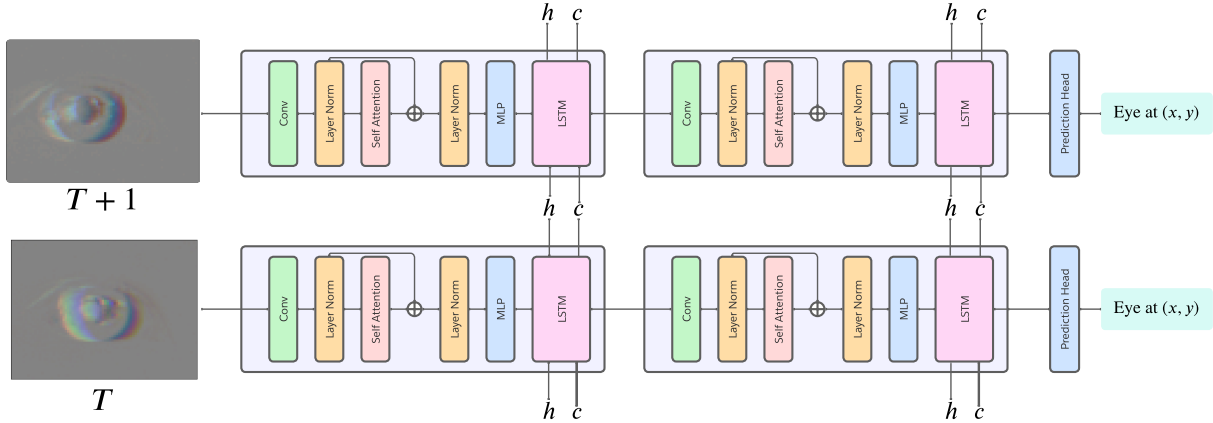 h c h c
Conv Layer Norm Self Attention Layer Norm MLP LSTM Conv Layer Norm Self Attention Layer Norm MLP LSTM Prediction Head Eye at (x, y)
T + 1
h c h c
Conv Layer Norm Self Attention Layer Norm MLP LSTM Conv Layer Norm Self Attention Layer Norm MLP LSTM Prediction Head Eye at (x, y)
T
h c h c